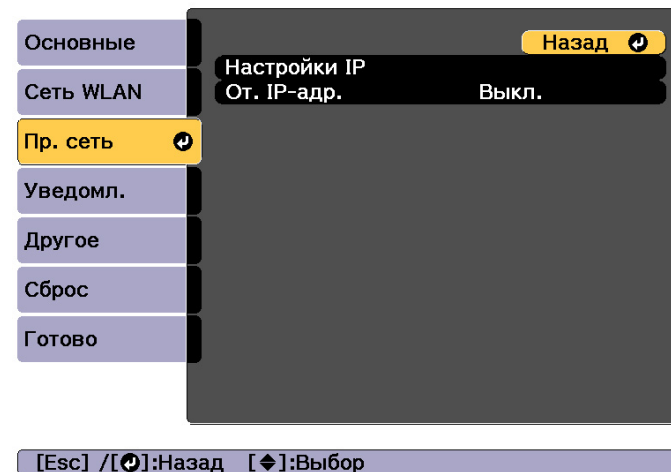 Основные
Сеть WLAN
Пр. сеть
Уведомл.
Другое
Сброс
Готово
Назад
Настройки IP
От. IP-адр. Выкл.
[Esc] /[⏎]:Назад [◆]:Выбор